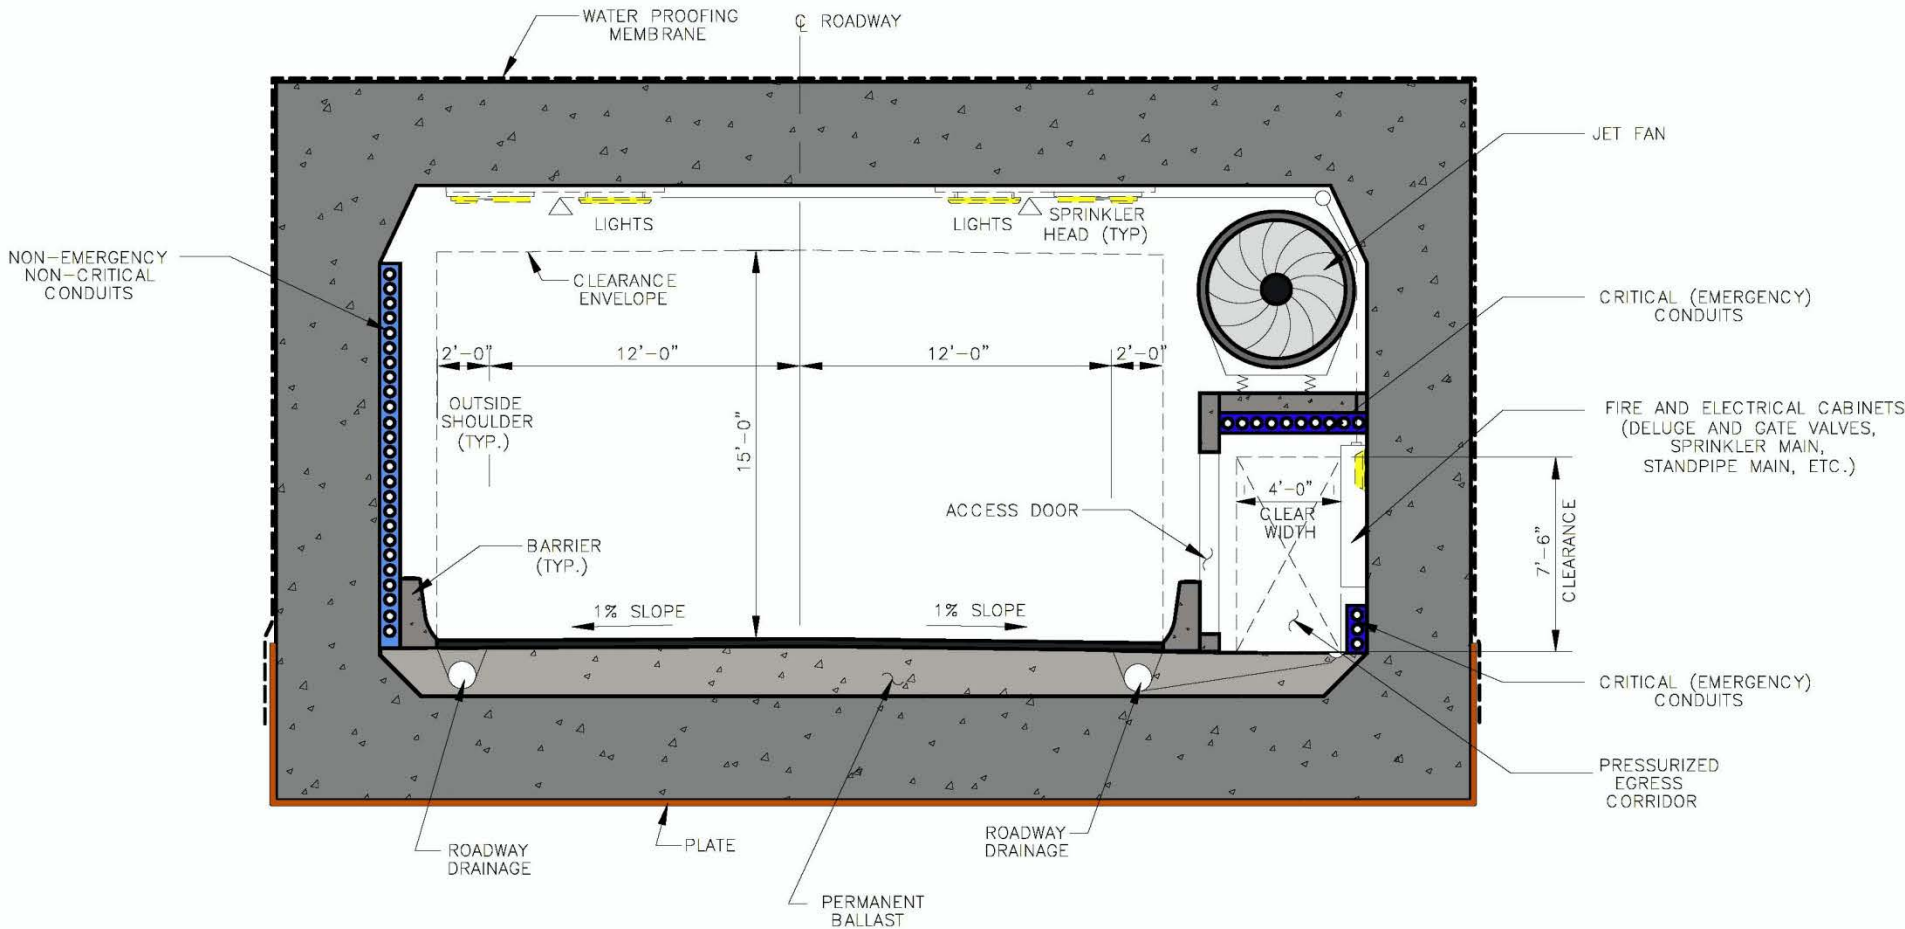 WATER PROOFING
MEMBRANE
℄ ROADWAY
JET FAN
LIGHTS
LIGHTS
SPRINKLER
HEAD (TYP)
NON-EMERGENCY
NON-CRITICAL
CONDUITS
CLEARANCE
ENVELOPE
CRITICAL (EMERGENCY)
CONDUITS
2'-0"
12'-0"
12'-0"
2'-0"
OUTSIDE
SHOULDER
(TYP.)
15'-0"
FIRE AND ELECTRICAL CABINETS
(DELUGE AND GATE VALVES,
SPRINKLER MAIN,
STANDPIPE MAIN, ETC.)
4'-0"
CLEAR
WIDTH
ACCESS DOOR
7'-6"
CLEARANCE
BARRIER
(TYP.)
1% SLOPE
1% SLOPE
CRITICAL (EMERGENCY)
CONDUITS
PRESSURIZED
EGRESS
CORRIDOR
ROADWAY
DRAINAGE
PLATE
ROADWAY
DRAINAGE
PERMANENT
BALLAST